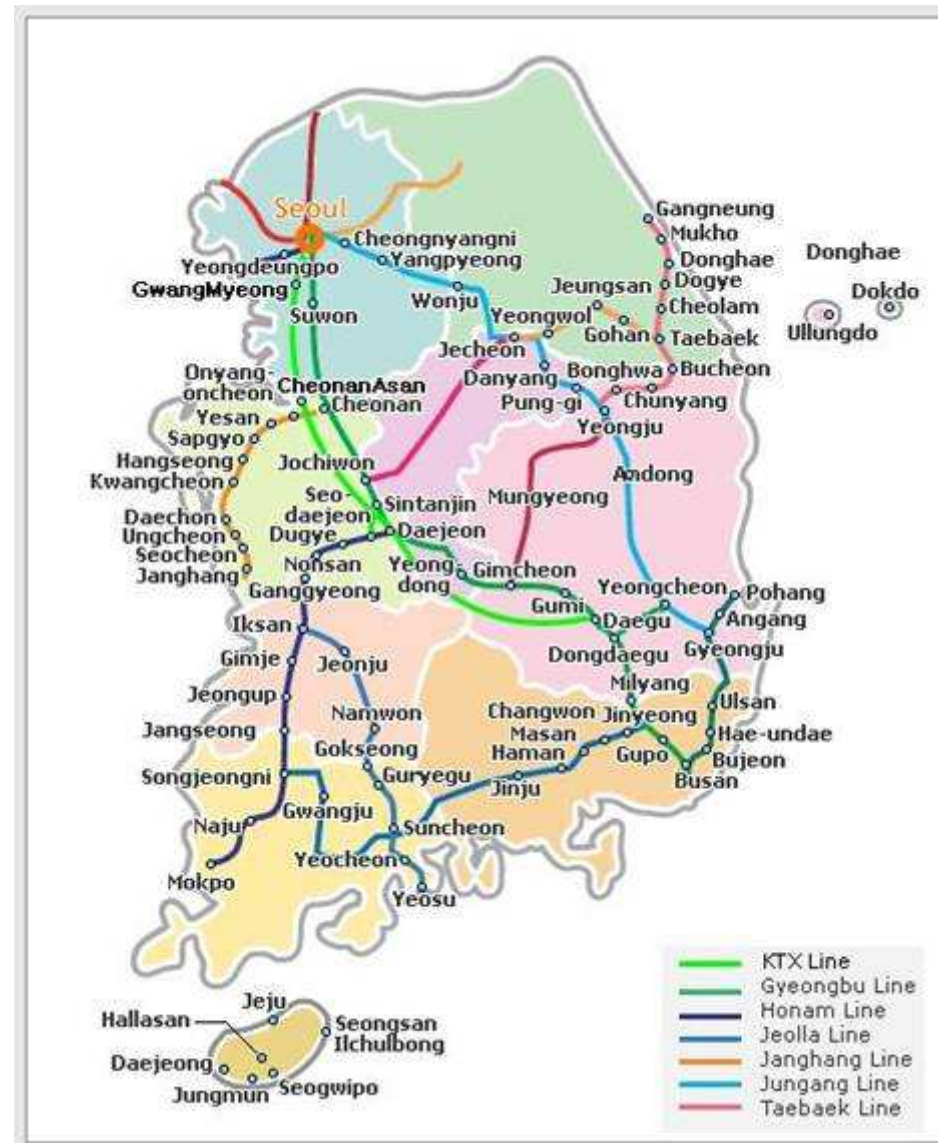 Seoul
Cheongnyangni
Yeongdeungpo
Yangpyeong
GwangMyeong
Suwon
Wonju
Gangneung
Mukho
Donghae
Dogye
Cheolam
Jeungsan
Yeongwol
Gohan
Taebaek
Donghae
Dokdo
Ullungdo
Jecheon
Danyang
Bonghwa
Bucheon
Pung-gi
Chunyang
Yeongju
Onyang-
oncheon
CheonanAsan
Cheonan
Yesan
Sapgyo
Hangseong
Kwangcheon
Jochiwon
Andong
Mungyeong
Seo-
daejeon
Sintanjin
Daechon
Ungcheon
Seocheon
Janghang
Dugye
Daejeon
Nonsan
Ganggyeong
Yeong-
dong
Gimcheon
Gumi
Yeongcheon
Pohang
Angang
Daegu
Dongdaegu
Gyeongju
Iksan
Gimje
Jeonju
Jeongup
Milyang
Ulsan
Jangseong
Namwon
Changwon
Jinyeong
Masan
Hae-undae
Gokseong
Haman
Gupo
Bujeon
Busan
Songjeongni
Guryegu
Jinju
Gwangju
Naju
Suncheon
Mokpo
Yeocheon
Yeosu
Jeju
Hallasan
Seongsan
Ilchulbong
Daejeong
Jungmun
Seogwipo
KTX Line
Gyeongbu Line
Honam Line
Jeolla Line
Janghang Line
Jungang Line
Taebaek Line